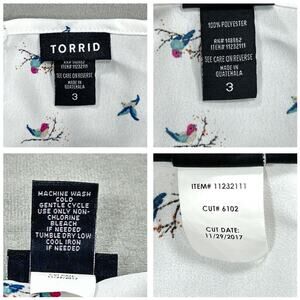 TORRID
RN# 148982
ITEM# 11232111
SEE CARE ON REVERSE
MADE IN
GUATEMALA
3
100% POLYESTER
RN# 148982
ITEM# 11232111
SEE CARE ON REVERSE
MADE IN
GUATEMALA
3
MACHINE WASH
COLD
GENTLE CYCLE
USE ONLY NON-
CHLORINE
BLEACH
IF NEEDED
TUMBLE DRY LOW
COOL IRON
IF NEEDED
ITEM# 11232111
CUT# 6102
CUT DATE:
11/29/2017